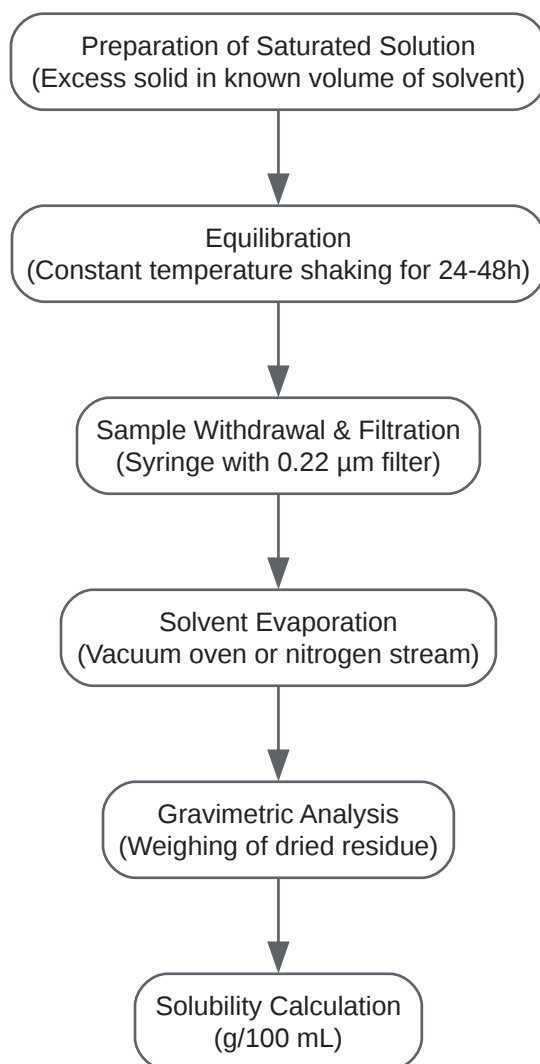 Preparation of Saturated Solution
(Excess solid in known volume of solvent)
Equilibration
(Constant temperature shaking for 24-48h)
Sample Withdrawal & Filtration
(Syringe with 0.22 µm filter)
Solvent Evaporation
(Vacuum oven or nitrogen stream)
Gravimetric Analysis
(Weighing of dried residue)
Solubility Calculation
(g/100 mL)